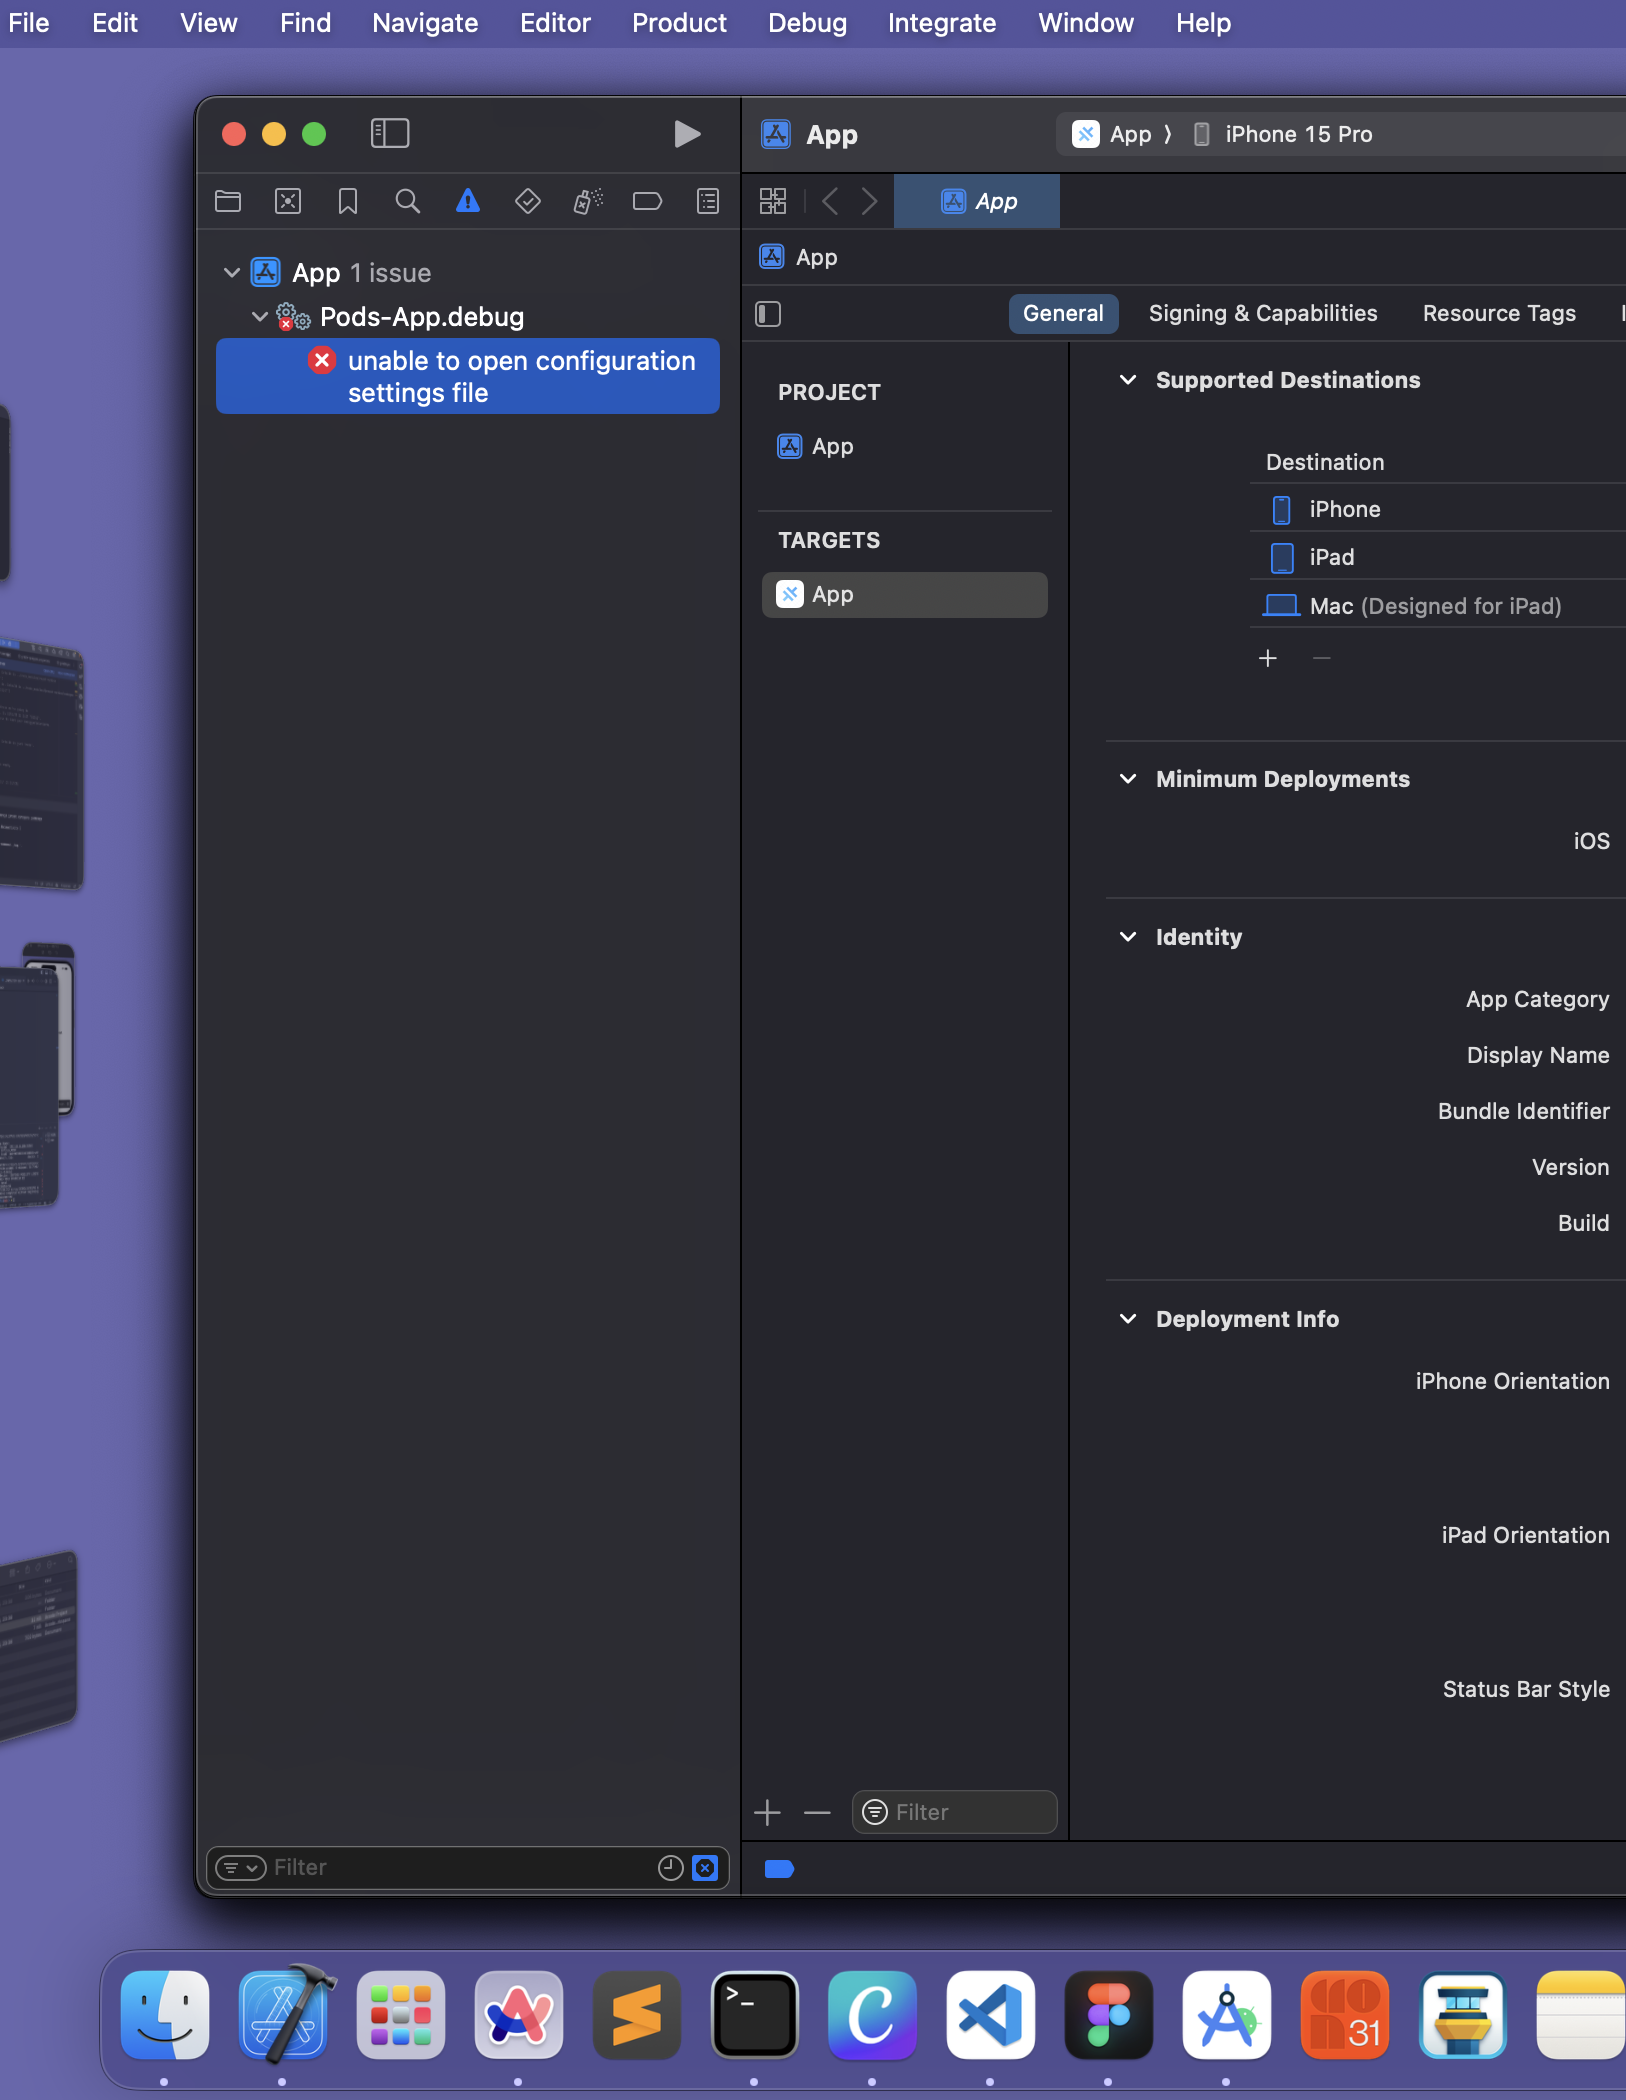 File Edit View Find Navigate Editor Product Debug Integrate Window Help
App
App
iPhone 15 Pro
App
App 1 issue
Pods-App.debug
unable to open configuration
settings file
App
General Signing & Capabilities Resource Tags
PROJECT
App
TARGETS
App
Supported Destinations
Destination
iPhone
iPad
Mac (Designed for iPad)
Minimum Deployments
iOS
Identity
App Category
Display Name
Bundle Identifier
Version
Build
Deployment Info
iPhone Orientation
iPad Orientation
Status Bar Style
Filter
Filter
31